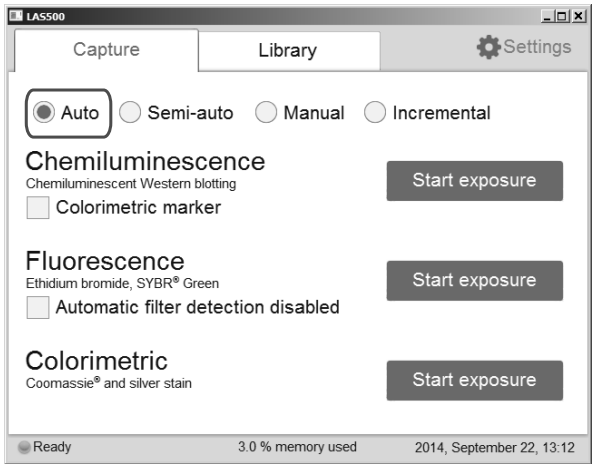 LAS500
Capture Library Settings
Auto Semi-auto Manual Incremental
Chemiluminescence
Chemiluminescent Western blotting
Start exposure
Colorimetric marker
Fluorescence
Ethidium bromide, SYBR® Green
Start exposure
Automatic filter detection disabled
Colorimetric
Coomassie® and silver stain
Start exposure
Ready 3.0 % memory used 2014, September 22, 13:12